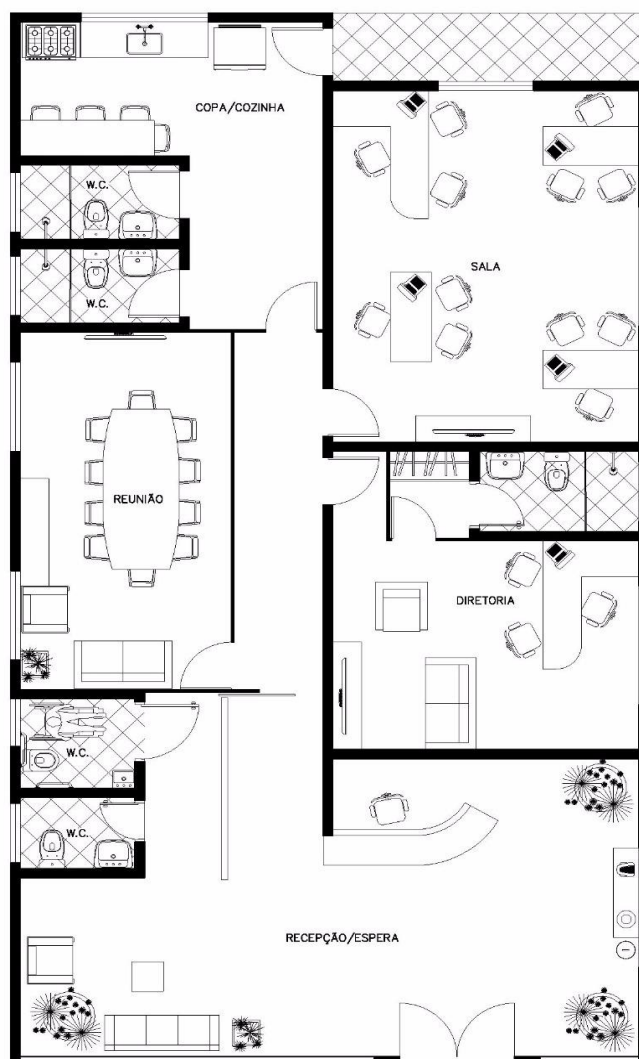 COPA/COZINHA
W.C.
SALA
W.C.
REUNIÃO
DIRETORIA
W.C.
W.C.
RECEPÇÃO/ESPERA